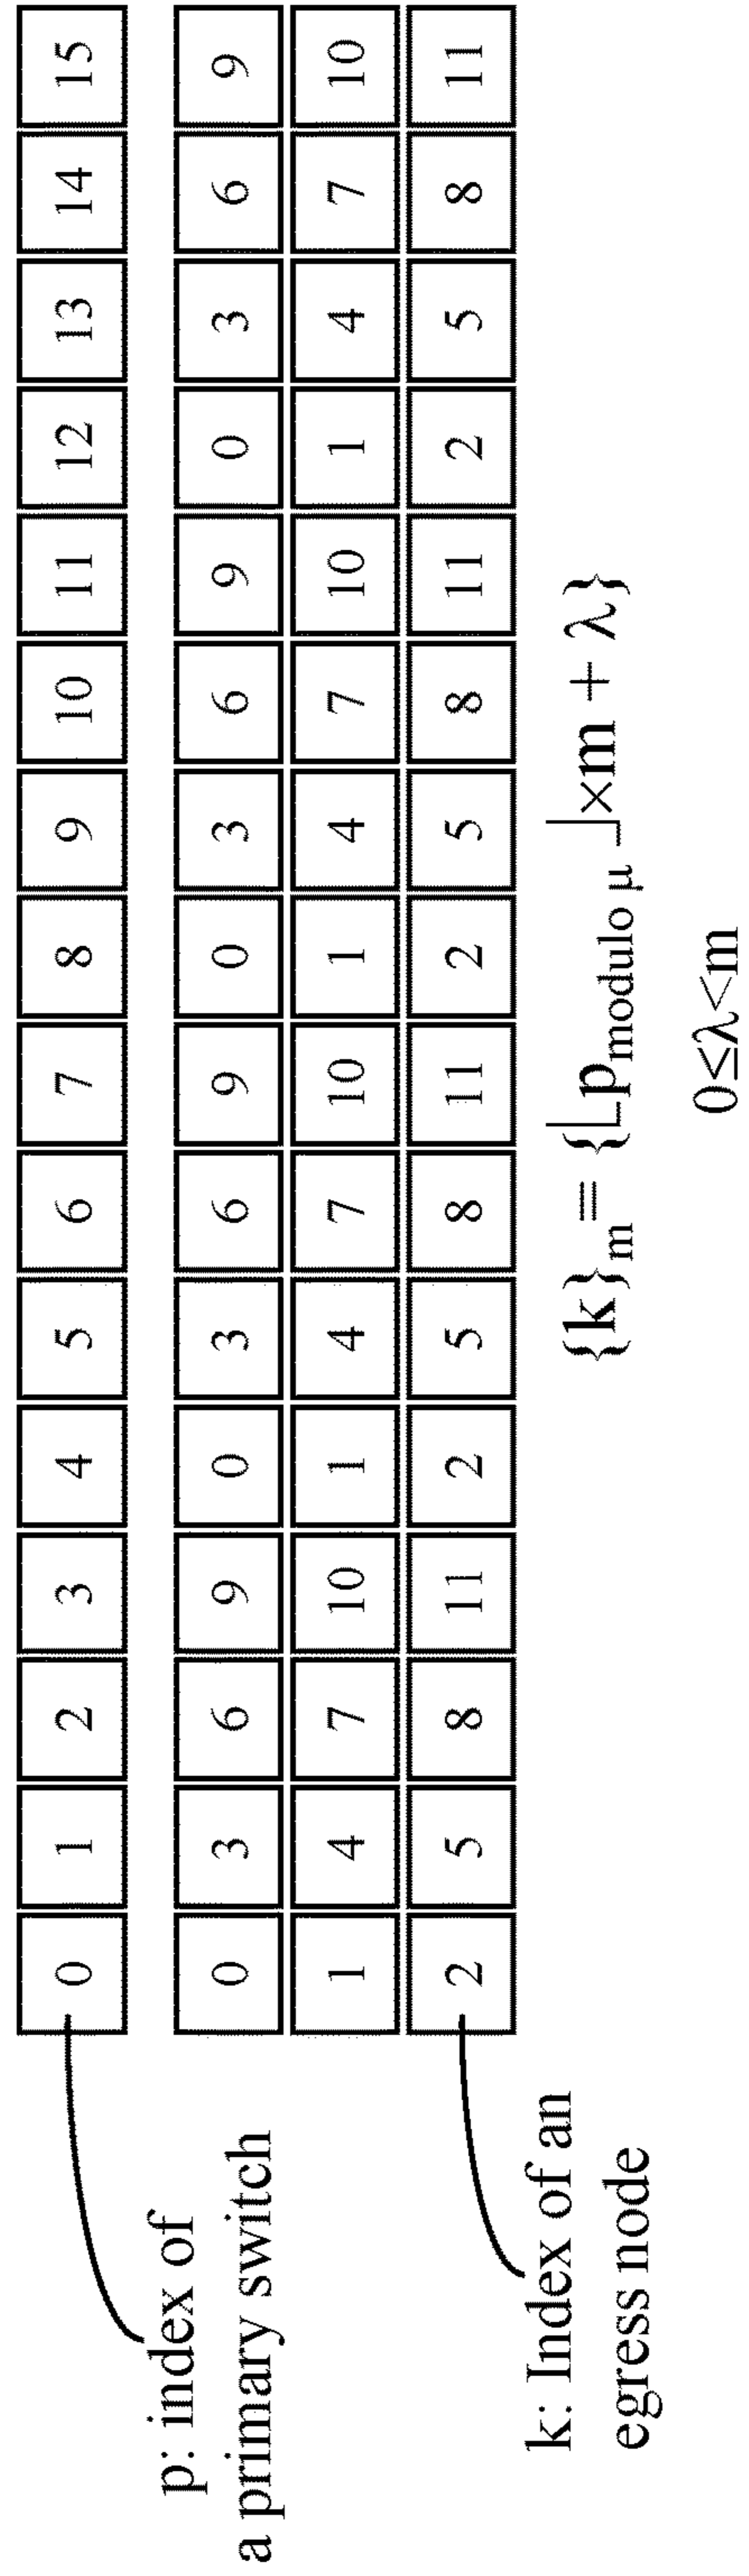 0 1 2 3 4 5 6 7 8 9 10 11 12 13 14 15
0 3 6 9 0 3 6 9 0 3 6 9 0 3 6 9
1 4 7 10 1 4 7 10 1 4 7 10 1 4 7 10
2 5 8 11 2 5 8 11 2 5 8 11 2 5 8 11
p: index of
a primary switch
k: Index of an
egress node
{k}m = {⌊pmodulo μ⌋×m + λ}
0≤λ<m